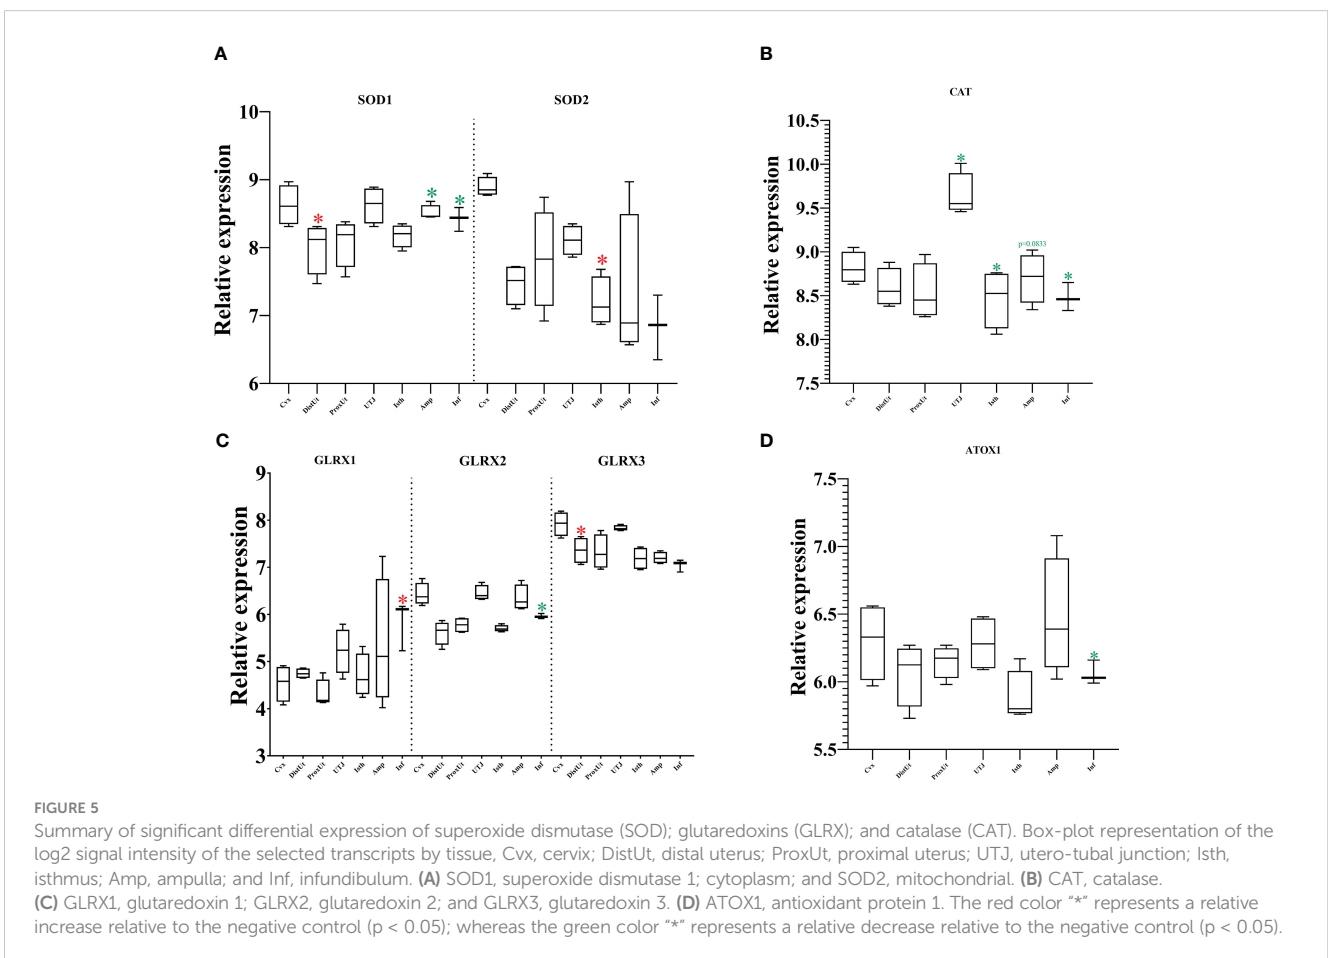 A
SOD1
SOD2
Relative expression
10
9
8
7
6
*
*
*
*
Cvx
DistUt
ProxUt
UTJ
Isth
Amp
Inf
Cvx
DistUt
ProxUt
UTJ
Isth
Amp
Inf
B
CAT
Relative expression
10.5
10.0
9.5
9.0
8.5
8.0
7.5
*
*
p=0.0833
*
Cvx
DistUt
ProxUt
UTJ
Isth
Amp
Inf
C
GLRX1
GLRX2
GLRX3
Relative expression
9
8
7
6
5
4
3
*
*
*
Cvx
DistUt
ProxUt
UTJ
Isth
Amp
Inf
Cvx
DistUt
ProxUt
UTJ
Isth
Amp
Inf
Cvx
DistUt
ProxUt
UTJ
Isth
Amp
Inf
D
ATOX1
Relative expression
7.5
7.0
6.5
6.0
5.5
*
Cvx
DistUt
ProxUt
UTJ
Isth
Amp
Inf
FIGURE 5
Summary of significant differential expression of superoxide dismutase (SOD); glutaredoxins (GLRX); and catalase (CAT). Box-plot representation of the
log2 signal intensity of the selected transcripts by tissue, Cvx, cervix; DistUt, distal uterus; ProxUt, proximal uterus; UTJ, utero-tubal junction; Isth,
isthmus; Amp, ampulla; and Inf, infundibulum. (A) SOD1, superoxide dismutase 1; cytoplasm; and SOD2, mitochondrial. (B) CAT, catalase.
(C) GLRX1, glutaredoxin 1; GLRX2, glutaredoxin 2; and GLRX3, glutaredoxin 3. (D) ATOX1, antioxidant protein 1. The red color “*” represents a relative
increase relative to the negative control (p < 0.05); whereas the green color “*” represents a relative decrease relative to the negative control (p < 0.05).